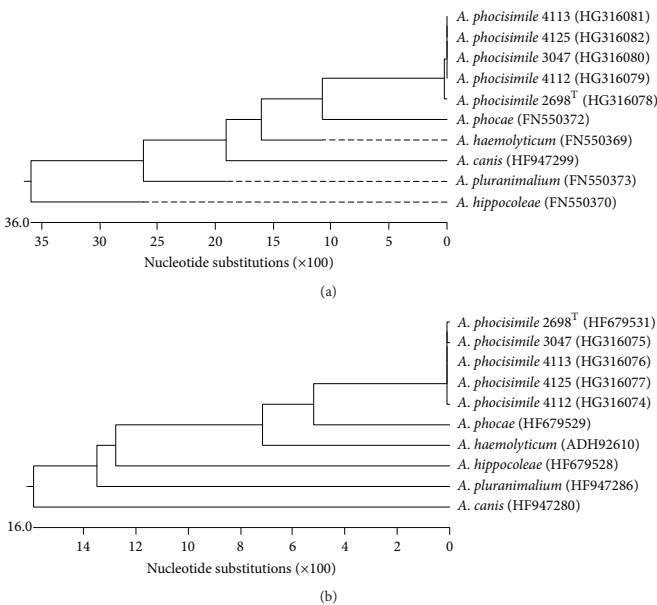 A. phocisimile 4113 (HG316081)
A. phocisimile 4125 (HG316082)
A. phocisimile 3047 (HG316080)
A. phocisimile 4112 (HG316079)
A. phocisimile 2698ᵀ (HG316078)
A. phocae (FN550372)
A. haemolyticum (FN550369)
A. canis (HF947299)
A. pluranimalium (FN550373)
A. hippocoleae (FN550370)
36.0
35 30 25 20 15 10 5 0
Nucleotide substitutions (×100)
(a)
A. phocisimile 2698ᵀ (HF679531)
A. phocisimile 3047 (HG316075)
A. phocisimile 4113 (HG316076)
A. phocisimile 4125 (HG316077)
A. phocisimile 4112 (HG316074)
A. phocae (HF679529)
A. haemolyticum (ADH92610)
A. hippocoleae (HF679528)
A. pluranimalium (HF947286)
A. canis (HF947280)
16.0
14 12 10 8 6 4 2 0
Nucleotide substitutions (×100)
(b)